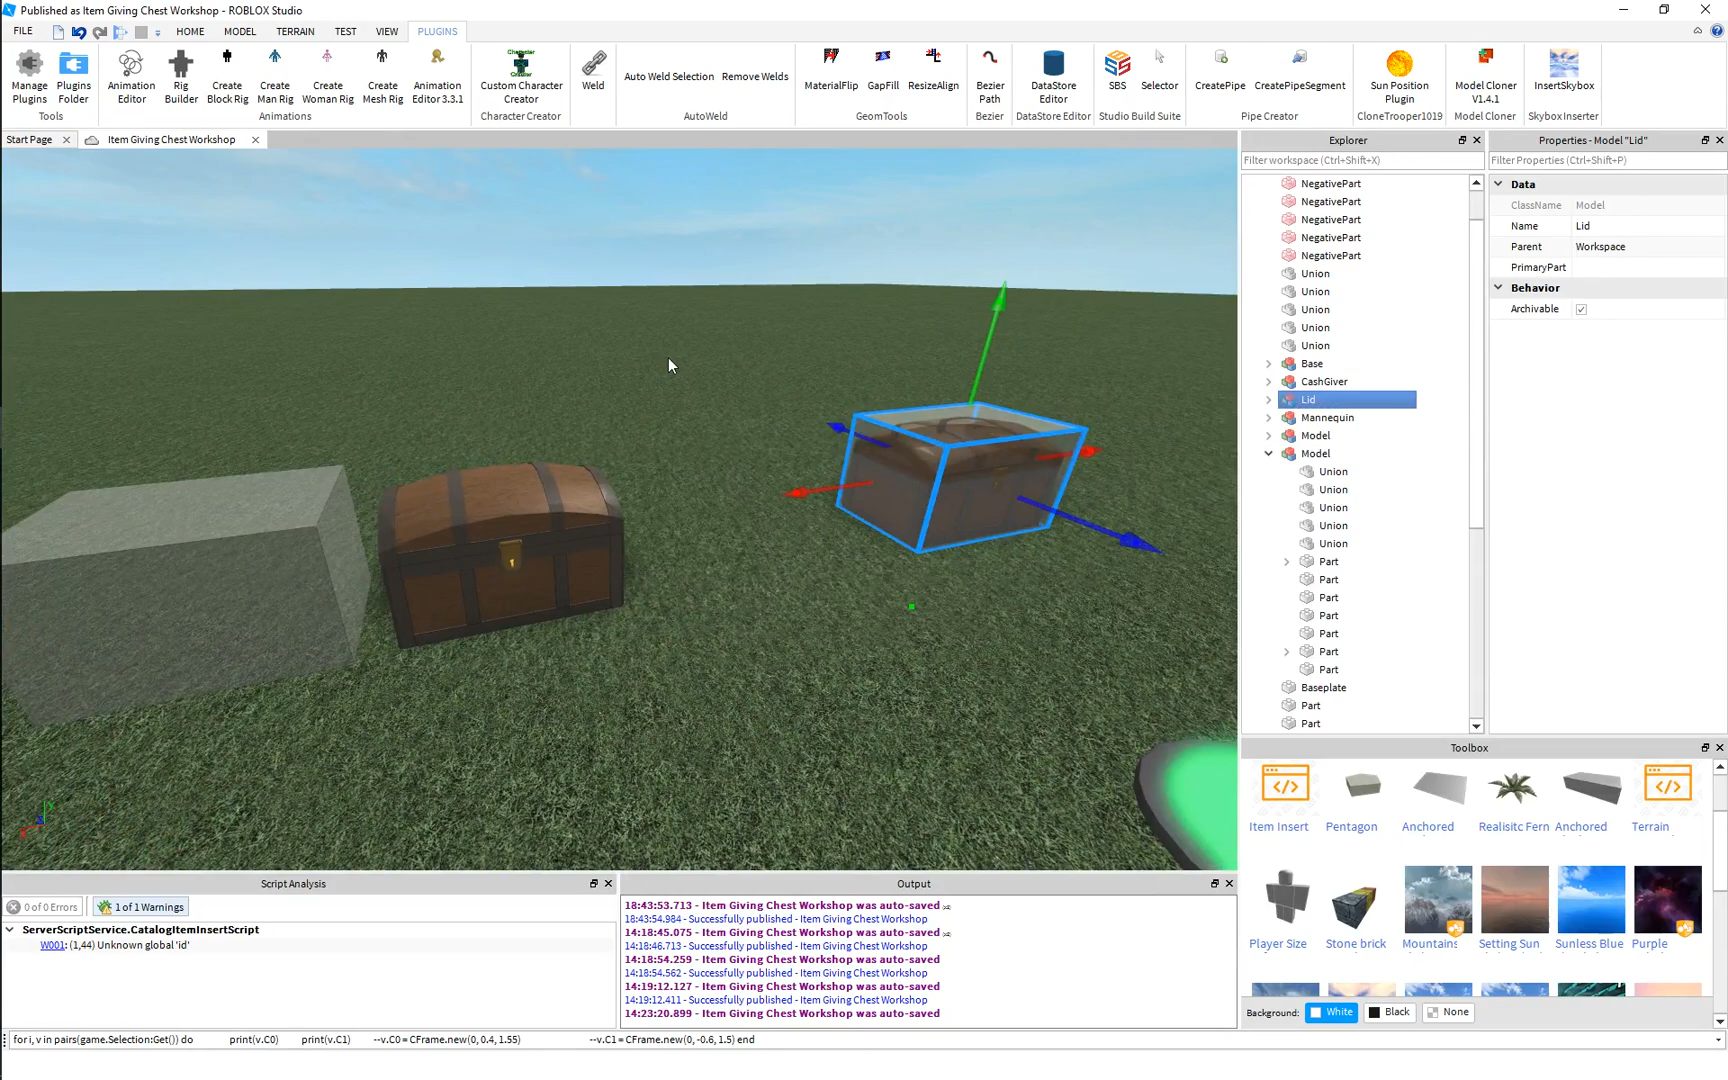 Published as Item Giving Chest Workshop - ROBLOX Studio
FILE HOME MODEL TERRAIN TEST VIEW PLUGINS
Manage Plugins
Plugins Folder
Tools
Animation Editor
Rig Builder
Create Block Rig
Create Man Rig
Create Woman Rig
Create Mesh Rig
Animation Editor 3.3.1
Animations
Character Creator
Custom Character Creator
Character Creator
Weld
Auto Weld Selection
Remove Welds
AutoWeld
MaterialFlip
GapFill
ResizeAlign
GeomTools
Bezier Path
Bezier
DataStore Editor
DataStore Editor
SBS
SBS
Selector
Studio Build Suite
CreatePipe
CreatePipeSegment
Pipe Creator
Sun Position Plugin
CloneTrooper1019
Model Cloner V1.4.1
Model Cloner
InsertSkybox
Skybox Inserter
Start Page
Item Giving Chest Workshop
Explorer
Filter workspace (Ctrl+Shift+X)
NegativePart
NegativePart
NegativePart
NegativePart
NegativePart
Union
Union
Union
Union
Union
Base
CashGiver
Lid
Mannequin
Model
Model
Union
Union
Union
Union
Union
Part
Part
Part
Part
Part
Part
Part
Baseplate
Part
Part
Properties - Model "Lid"
Filter Properties (Ctrl+Shift+P)
Data
ClassName Model
Name Lid
Parent Workspace
PrimaryPart
Behavior
Archivable
Toolbox
Item Insert
Pentagon
Anchored
Realisitc Fern
Anchored
Terrain
Player Size
Stone brick
Mountains
Setting Sun
Sunless Blue
Purple
Background: White Black None
Script Analysis
0 of 0 Errors
1 of 1 Warnings
ServerScriptService.CatalogItemInsertScript
W001: (1,44) Unknown global 'id'
Output
18:43:53.713 - Item Giving Chest Workshop was auto-saved
18:43:54.984 - Successfully published - Item Giving Chest Workshop
14:18:45.075 - Item Giving Chest Workshop was auto-saved
14:18:46.713 - Successfully published - Item Giving Chest Workshop
14:18:54.259 - Item Giving Chest Workshop was auto-saved
14:18:54.562 - Successfully published - Item Giving Chest Workshop
14:19:12.127 - Item Giving Chest Workshop was auto-saved
14:19:12.411 - Successfully published - Item Giving Chest Workshop
14:23:20.899 - Item Giving Chest Workshop was auto-saved
for i, v in pairs(game.Selection:Get()) do print(v.C0) print(v.C1) --v.C0 = CFrame.new(0, 0.4, 1.55) --v.C1 = CFrame.new(0, -0.6, 1.5) end